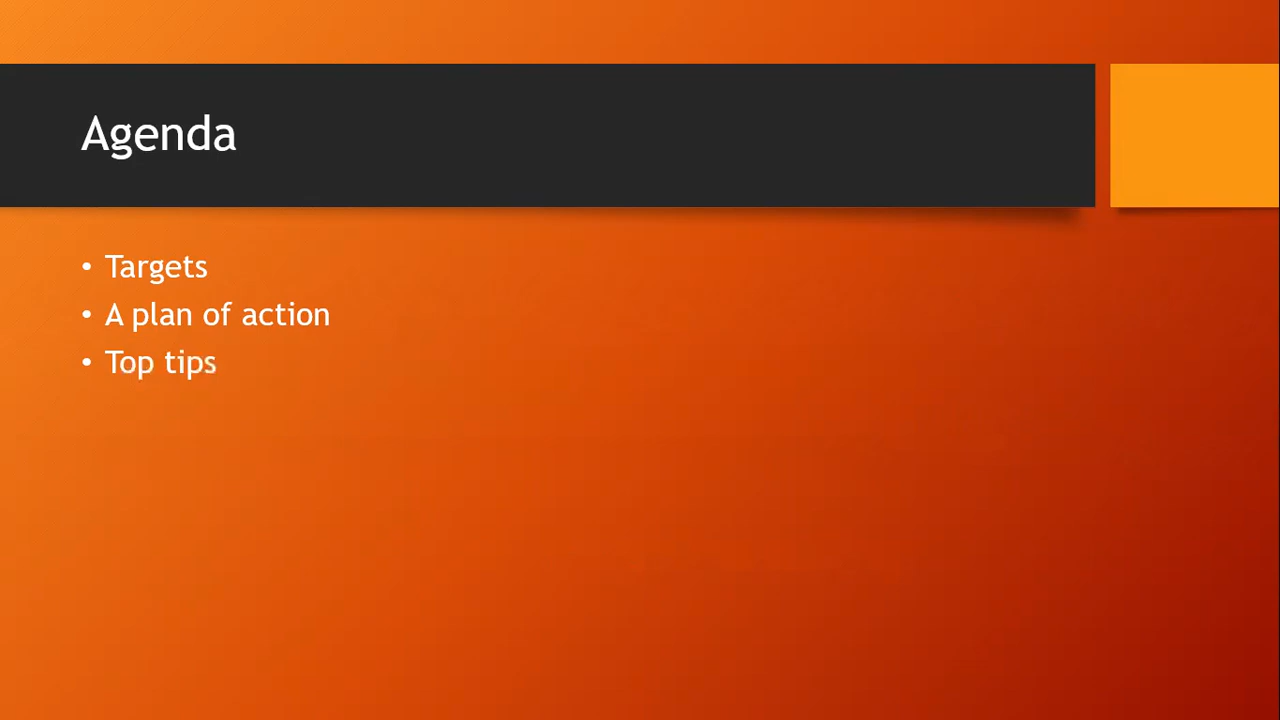 Agenda
• Targets
• A plan of action
• Top tips